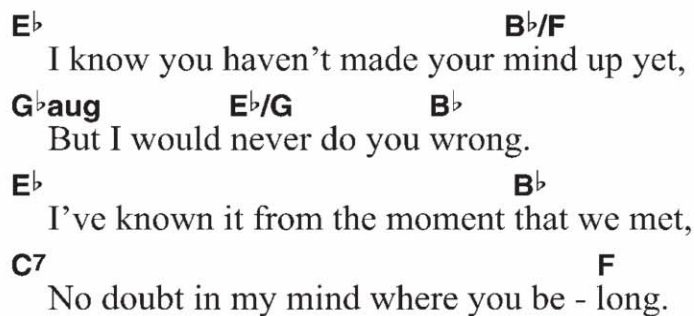 E♭ B♭/F
I know you haven't made your mind up yet,
G♭aug E♭/G B♭
But I would never do you wrong.
E♭ B♭
I've known it from the moment that we met,
C7 F
No doubt in my mind where you be - long.